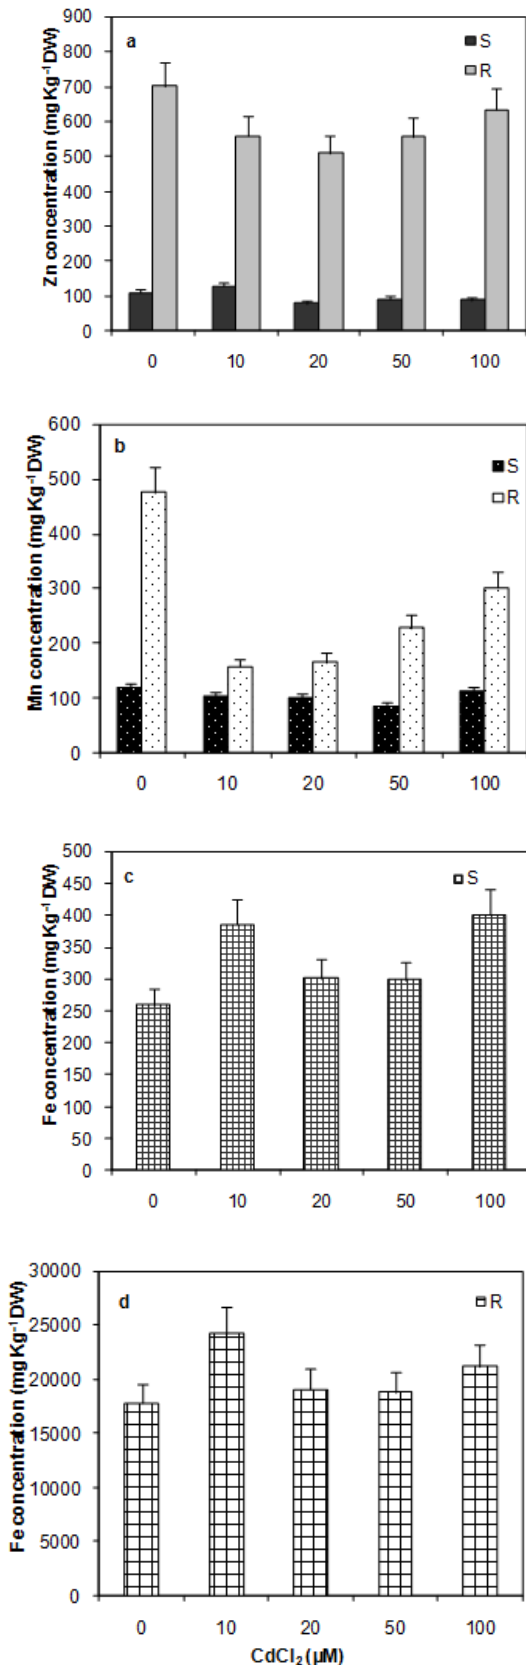 a
S
R
Zn concentration (mg Kg⁻¹ DW)
900
800
700
600
500
400
300
200
100
0
0 10 20 50 100
b
S
R
Mn concentration (mg Kg⁻¹ DW)
600
500
400
300
200
100
0
0 10 20 50 100
c
S
Fe concentration (mg Kg⁻¹ DW)
500
450
400
350
300
250
200
150
100
50
0
0 10 20 50 100
d
R
Fe concentration (mg Kg⁻¹ DW)
30000
25000
20000
15000
10000
5000
0
0 10 20 50 100
CdCl₂ (µM)